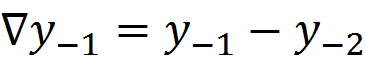 ∇y₋₁ = y₋₁ − y₋₂